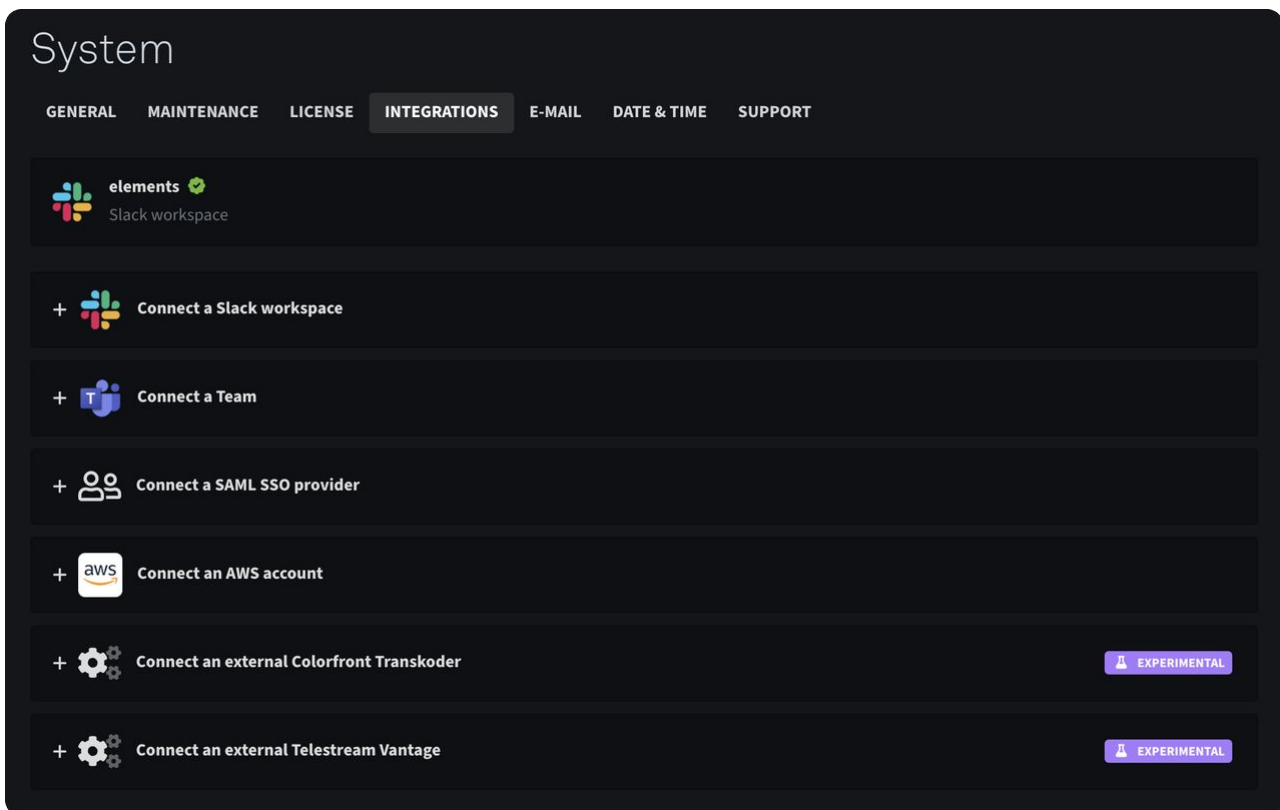 System
GENERAL MAINTENANCE LICENSE INTEGRATIONS E-MAIL DATE & TIME SUPPORT
elements
Slack workspace
+ Connect a Slack workspace
+ T Connect a Team
+ Connect a SAML SSO provider
+ aws Connect an AWS account
+ Connect an external Colorfront Transkoder EXPERIMENTAL
+ Connect an external Telestream Vantage EXPERIMENTAL